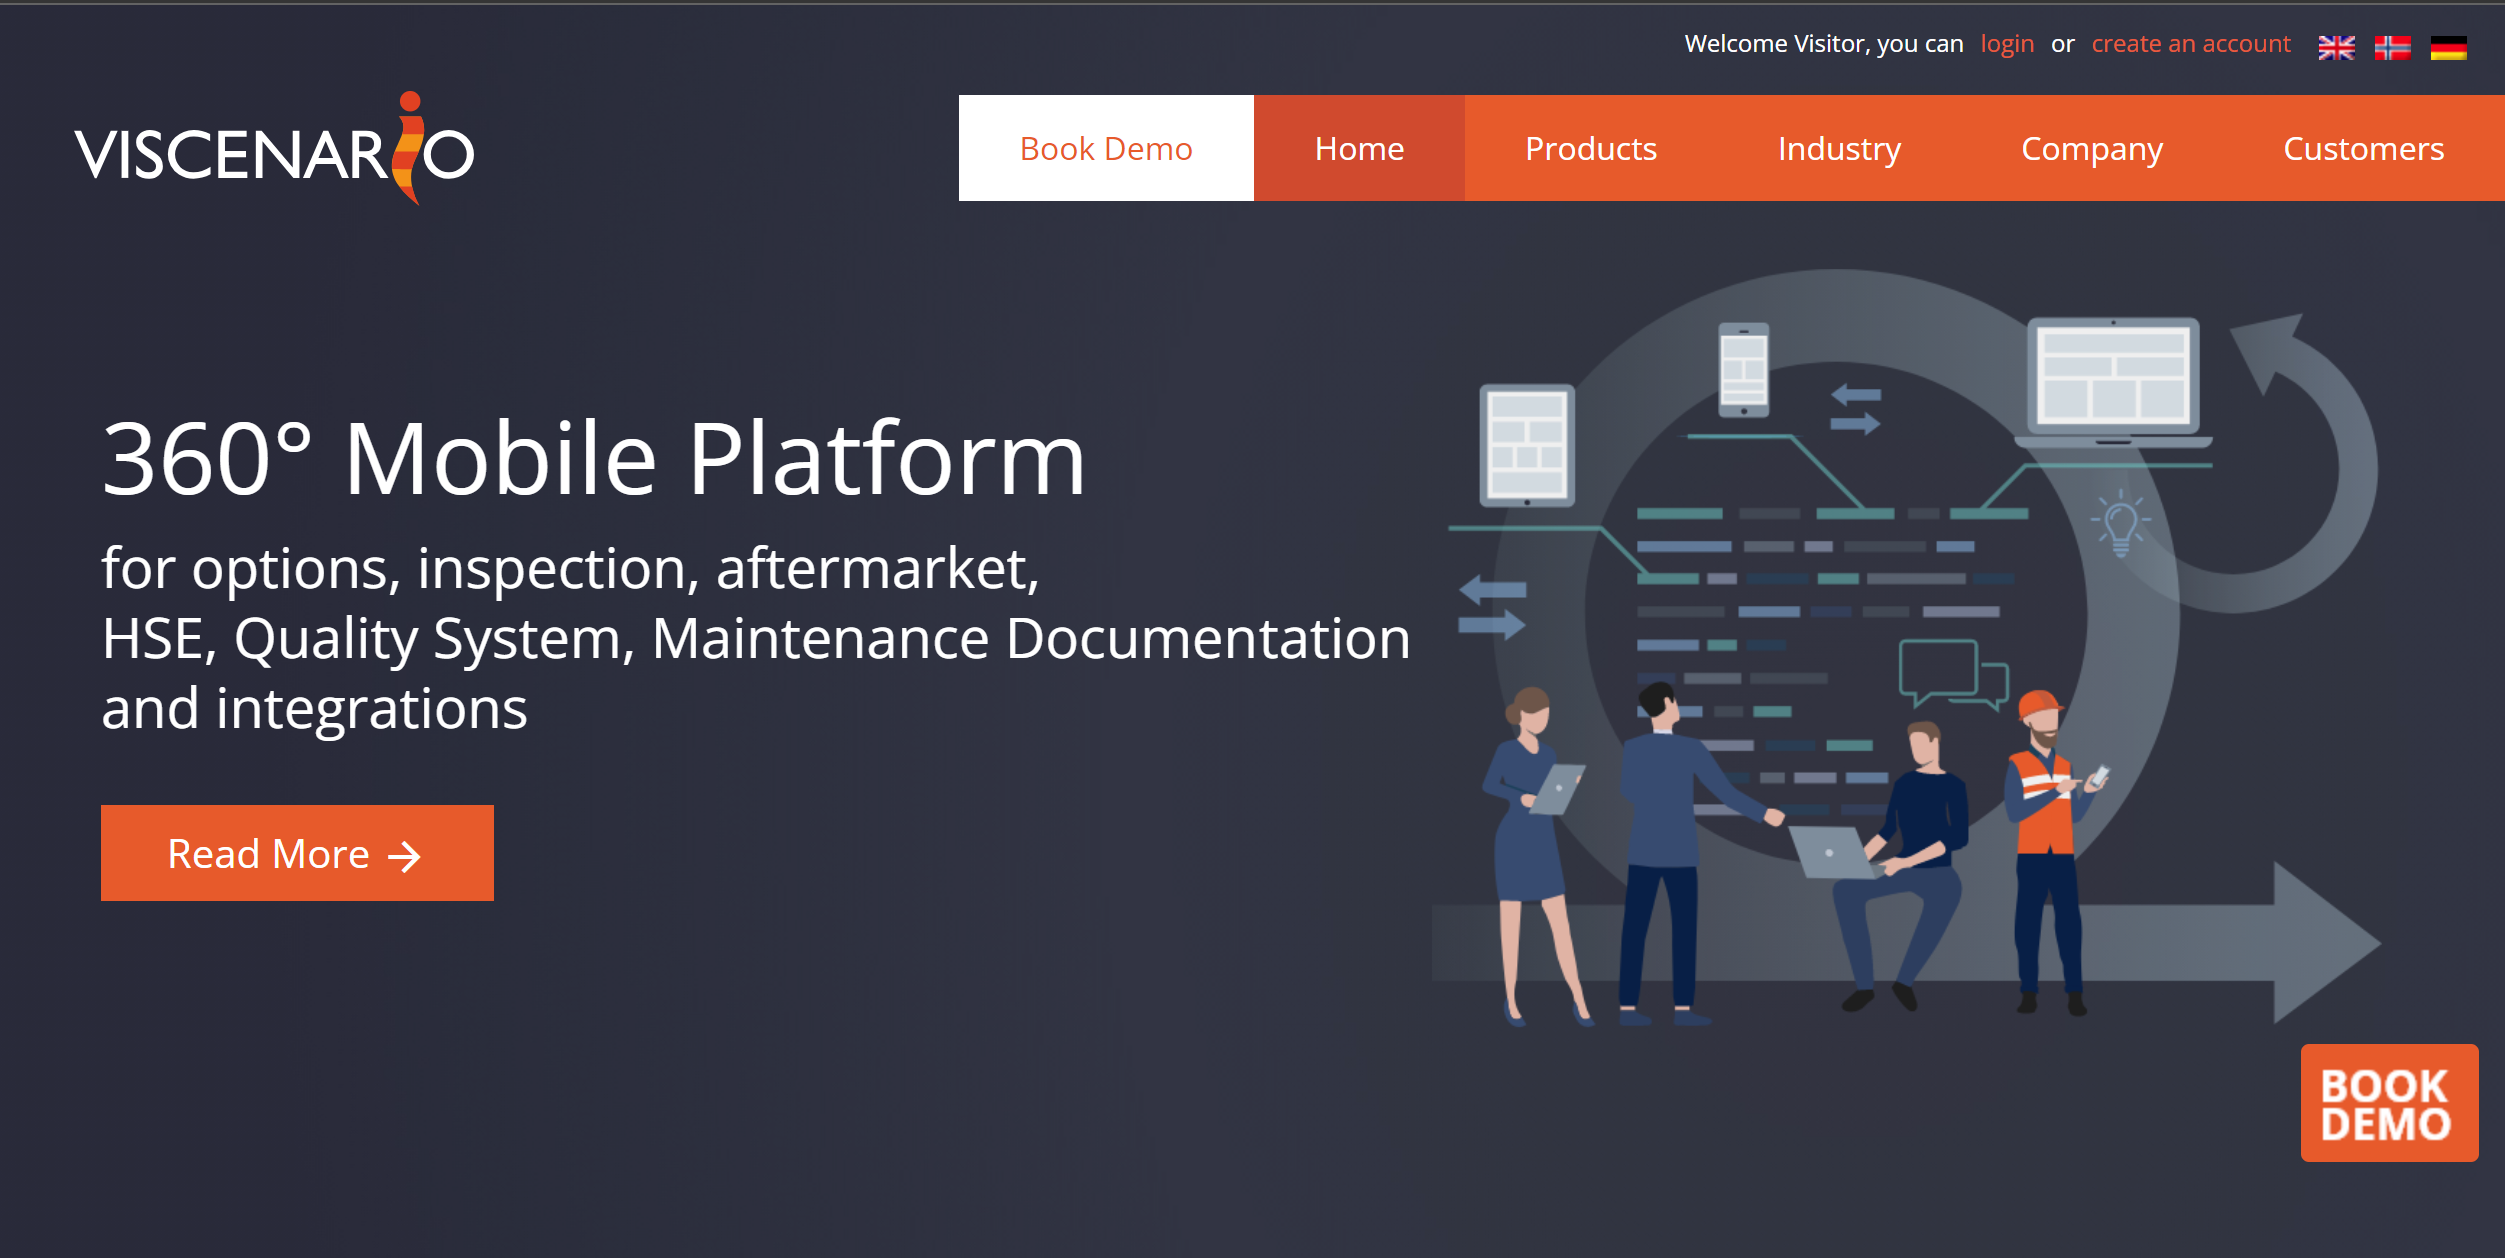 Welcome Visitor, you can login or create an account
VISCENARiO
Book Demo Home Products Industry Company Customers
360° Mobile Platform
for options, inspection, aftermarket,
HSE, Quality System, Maintenance Documentation
and integrations
Read More →
BOOK
DEMO